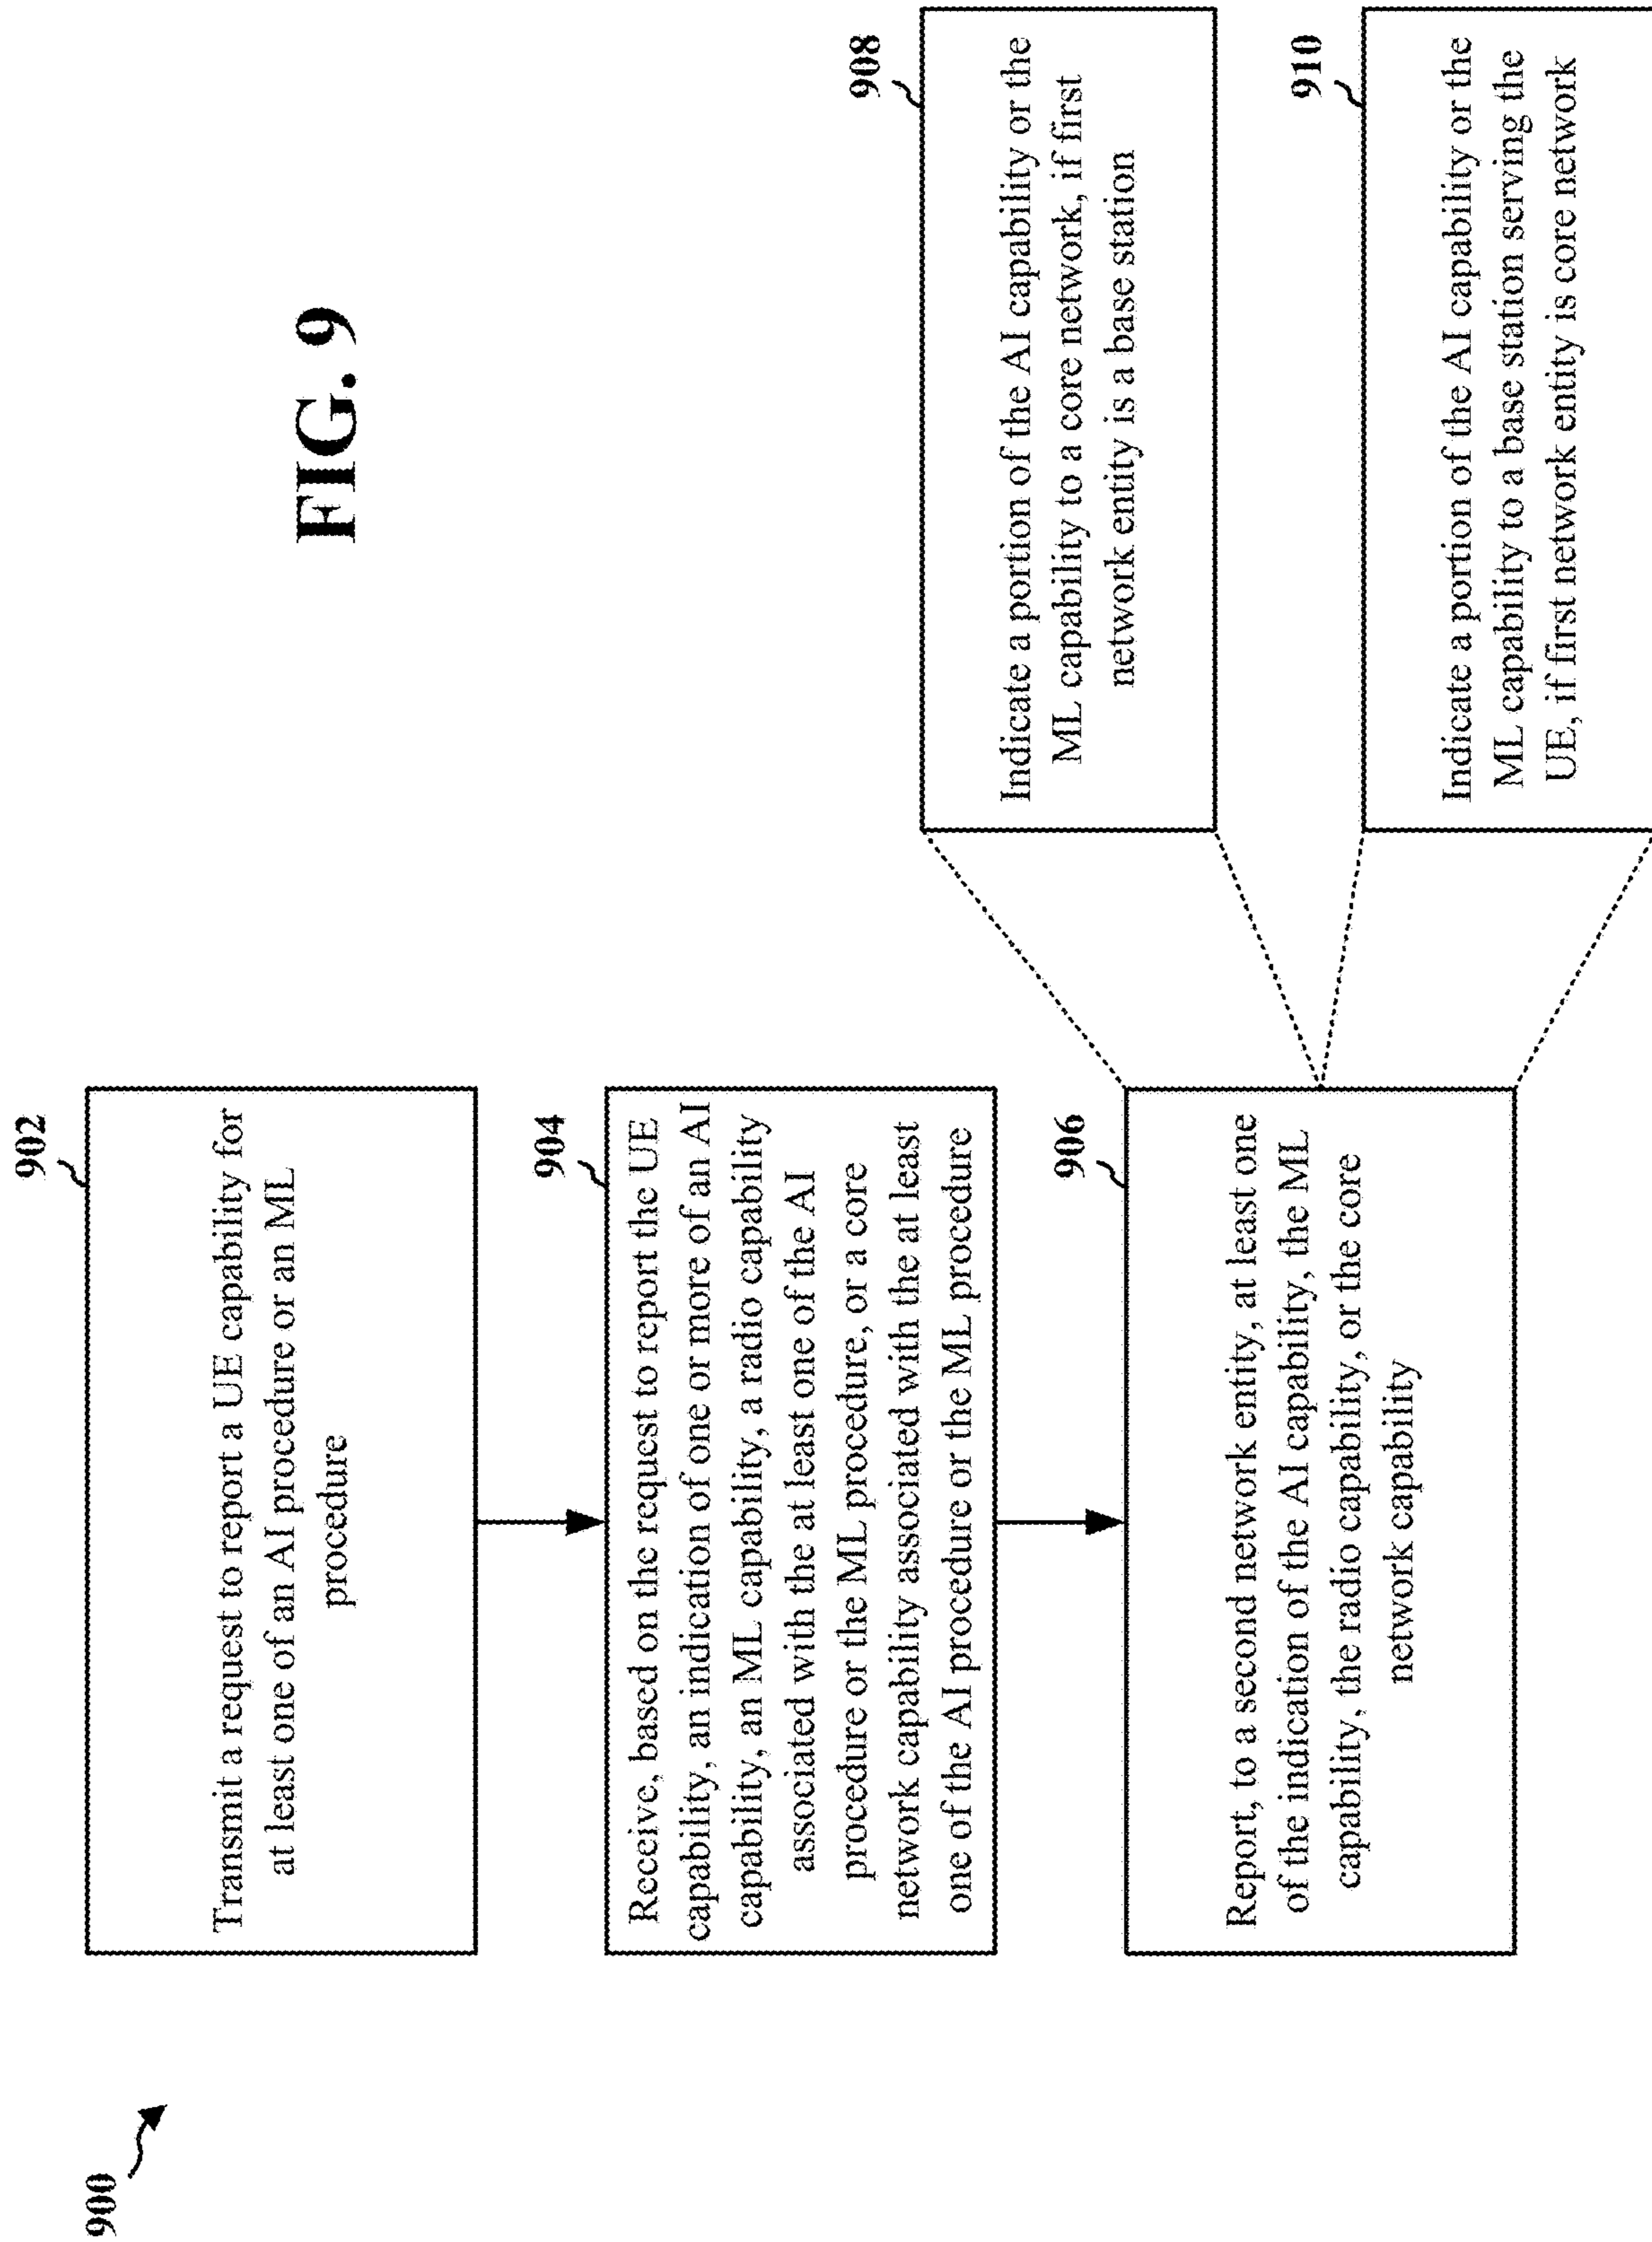 900
902
Transmit a request to report a UE capability for
at least one of an AI procedure or an ML
procedure
904
Receive, based on the request to report the UE
capability, an indication of one or more of an AI
capability, an ML capability, a radio capability
associated with the at least one of the AI
procedure or the ML procedure, or a core
network capability associated with the at least
one of the AI procedure or the ML procedure
906
Report, to a second network entity, at least one
of the indication of the AI capability, the ML
capability, the radio capability, or the core
network capability
908
Indicate a portion of the AI capability or the
ML capability to a core network, if first
network entity is a base station
910
Indicate a portion of the AI capability or the
ML capability to a base station serving the
UE, if first network entity is core network
FIG. 9